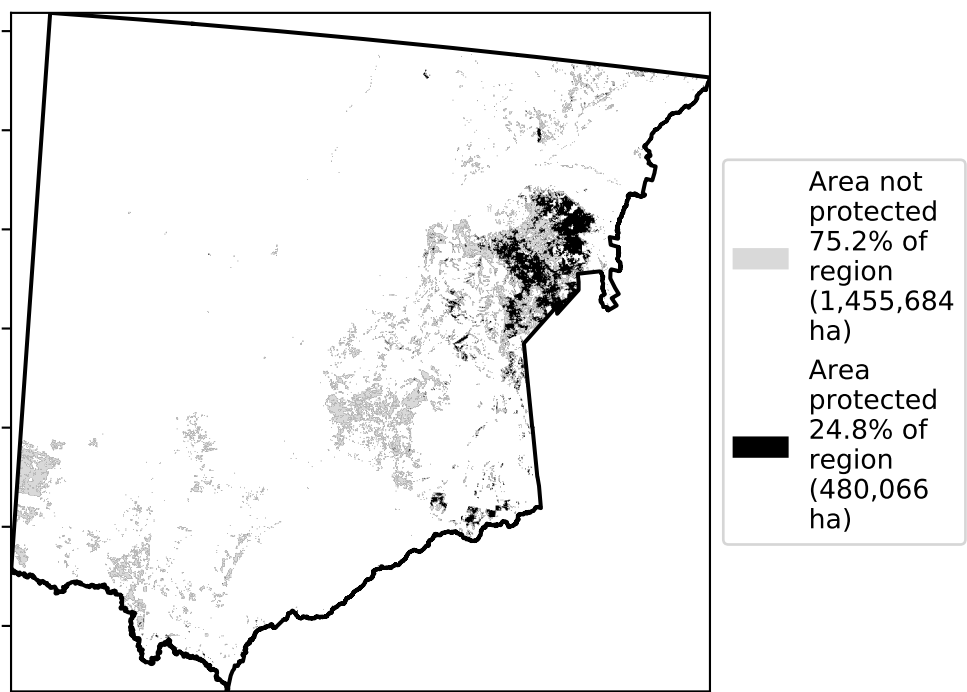 Area not
protected
75.2% of
region
(1,455,684
ha)
Area
protected
24.8% of
region
(480,066
ha)